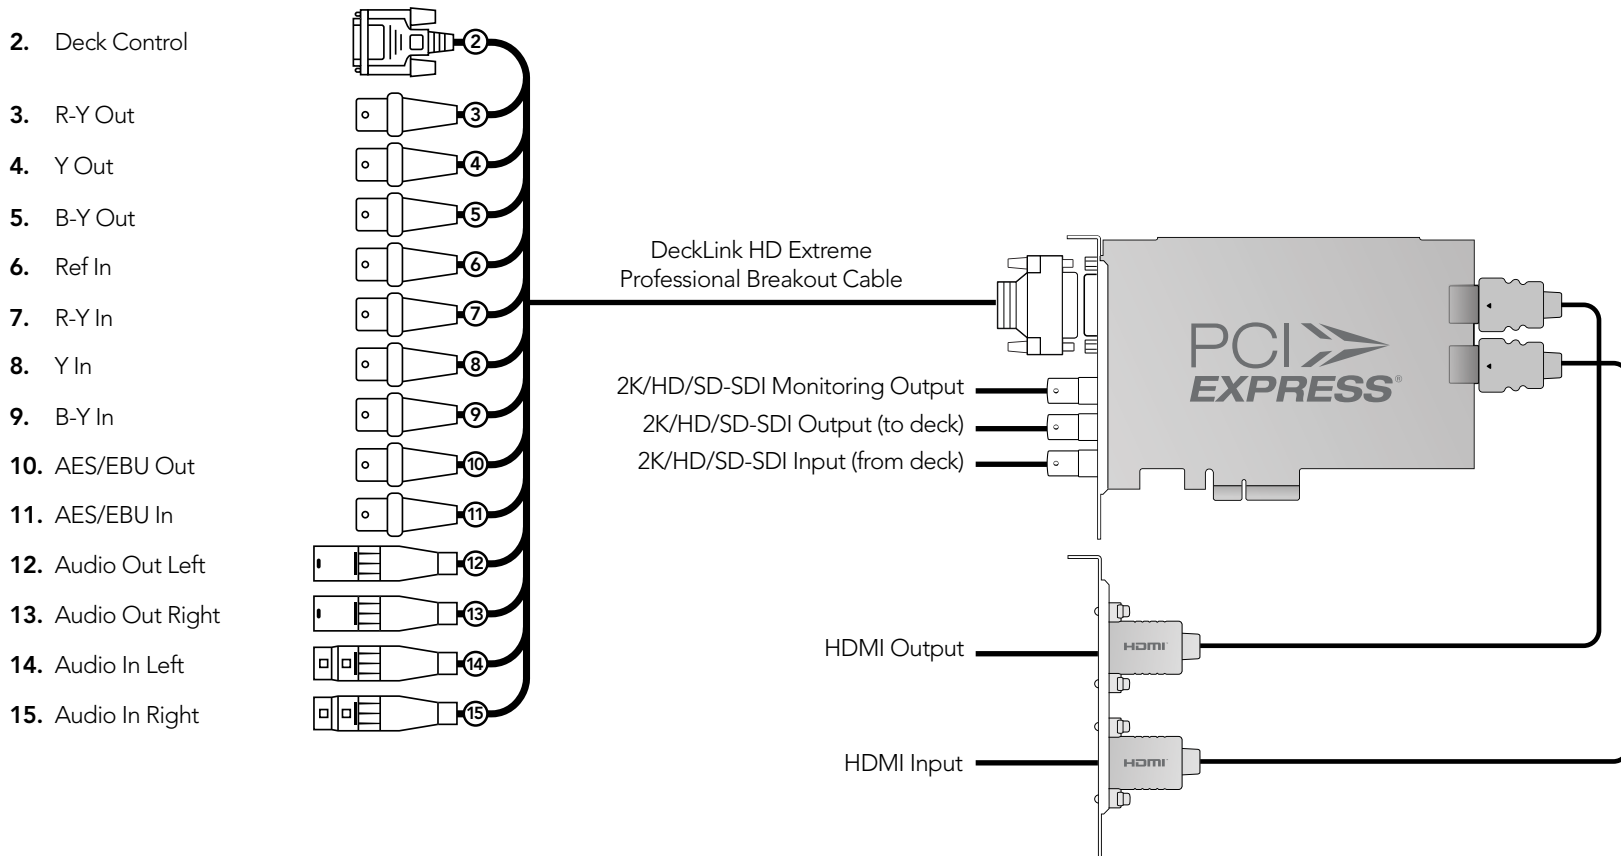 2. Deck Control
3. R-Y Out
4. Y Out
5. B-Y Out
6. Ref In
7. R-Y In
8. Y In
9. B-Y In
10. AES/EBU Out
11. AES/EBU In
12. Audio Out Left
13. Audio Out Right
14. Audio In Left
15. Audio In Right
2
3
4
5
6
7
8
9
10
11
12
13
14
15
DeckLink HD Extreme
Professional Breakout Cable
2K/HD/SD-SDI Monitoring Output
2K/HD/SD-SDI Output (to deck)
2K/HD/SD-SDI Input (from deck)
PCI
EXPRESS®
HDMI Output
HDMI
HDMI Input
HDMI